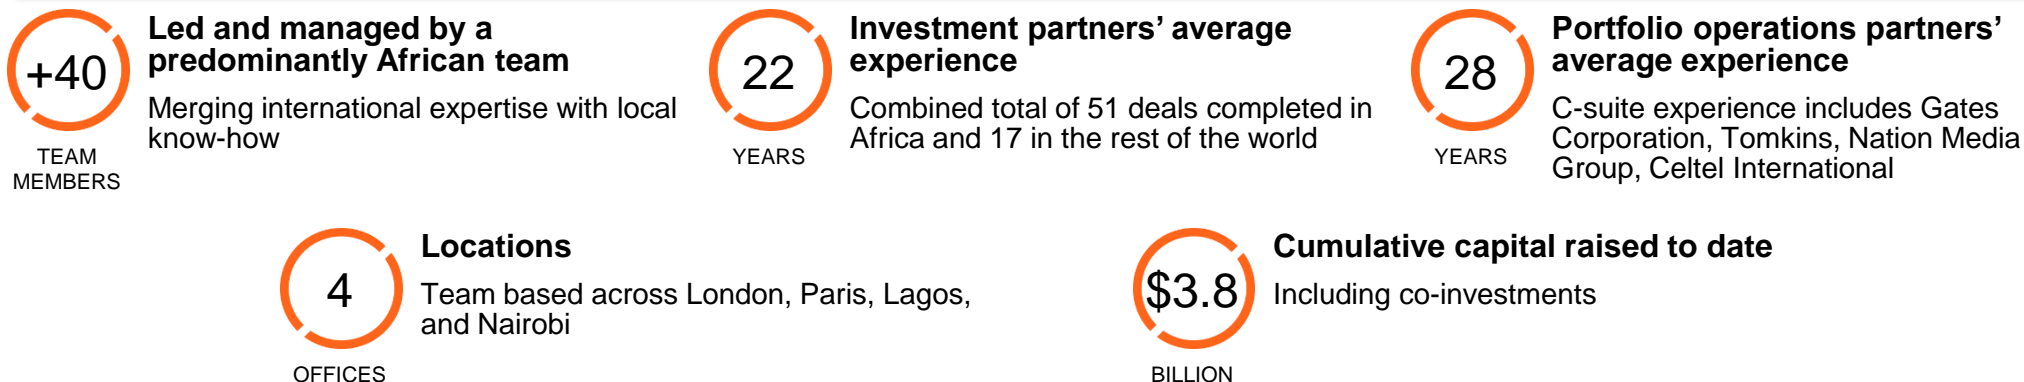 +40
TEAM
MEMBERS
Led and managed by a
predominantly African team
Merging international expertise with local
know-how
22
YEARS
Investment partners’ average
experience
Combined total of 51 deals completed in
Africa and 17 in the rest of the world
28
YEARS
Portfolio operations partners’
average experience
C-suite experience includes Gates
Corporation, Tomkins, Nation Media
Group, Celtel International
4
OFFICES
Locations
Team based across London, Paris, Lagos,
and Nairobi
$3.8
BILLION
Cumulative capital raised to date
Including co-investments